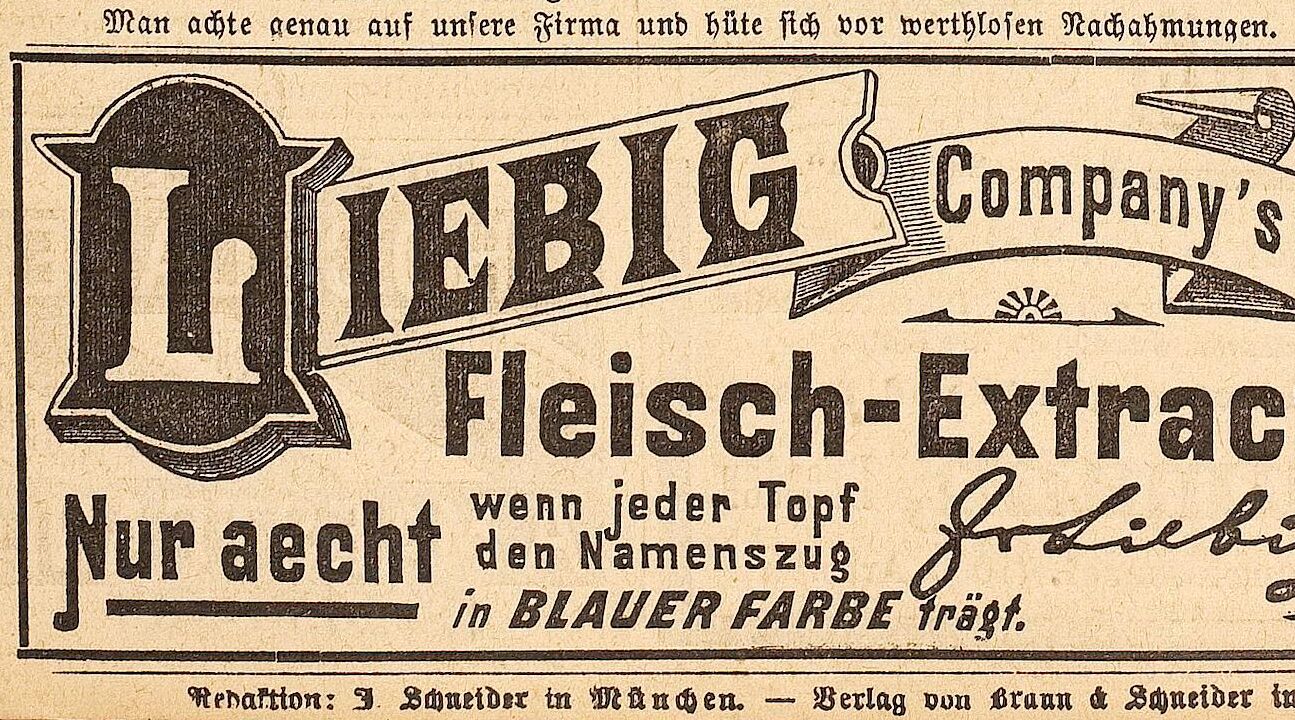 Man achte genau auf unsere Firma und hüte sich vor werthlosen Nachahmungen.
LIEBIG Company's
Fleisch-Extrac
Nur aecht wenn jeder Topf
den Namenszug
in BLAUER FARBE trägt.
JvLiebi
Redaktion: J. Schneider in München. — Verlag von Braun & Schneider in